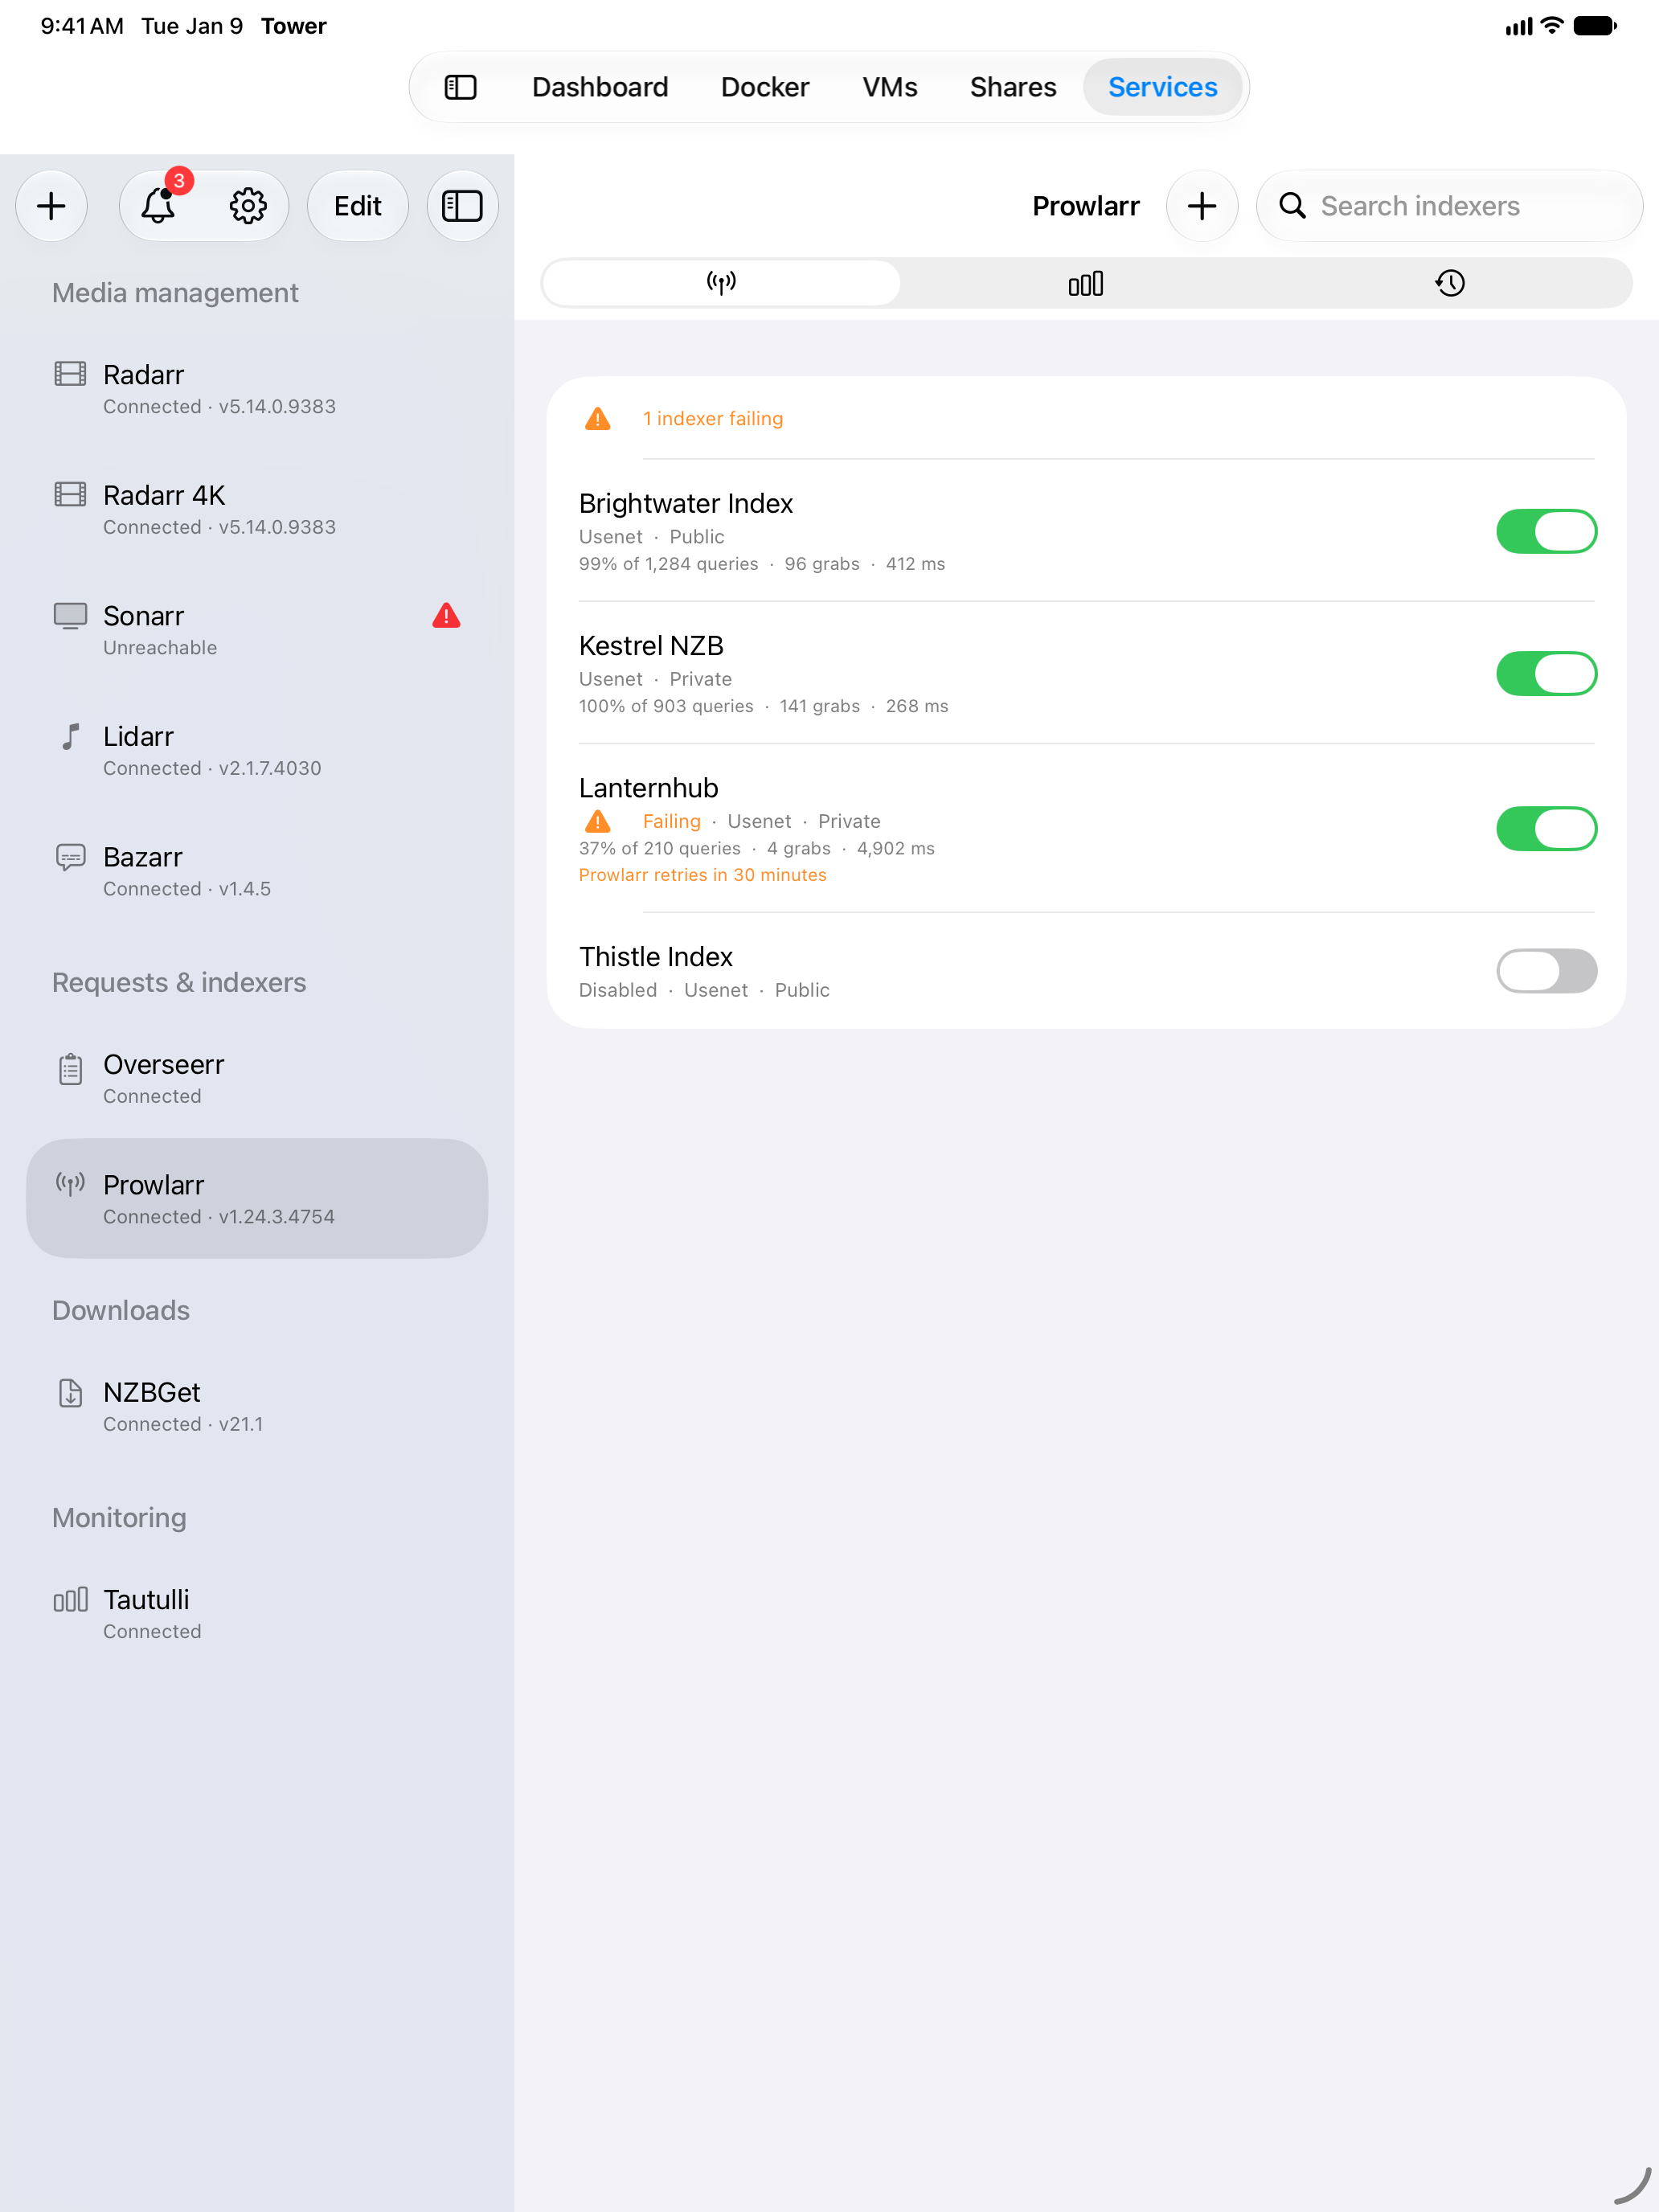 9:41 AM Tue Jan 9 Tower
Dashboard Docker VMs Shares Services
3
Edit
Prowlarr
Search indexers
Media management
Radarr
Connected · v5.14.0.9383
Radarr 4K
Connected · v5.14.0.9383
Sonarr
Unreachable
Lidarr
Connected · v2.1.7.4030
Bazarr
Connected · v1.4.5
Requests & indexers
Overseerr
Connected
Prowlarr
Connected · v1.24.3.4754
Downloads
NZBGet
Connected · v21.1
Monitoring
Tautulli
Connected
1 indexer failing
Brightwater Index
Usenet · Public
99% of 1,284 queries · 96 grabs · 412 ms
Kestrel NZB
Usenet · Private
100% of 903 queries · 141 grabs · 268 ms
Lanternhub
Failing · Usenet · Private
37% of 210 queries · 4 grabs · 4,902 ms
Prowlarr retries in 30 minutes
Thistle Index
Disabled · Usenet · Public